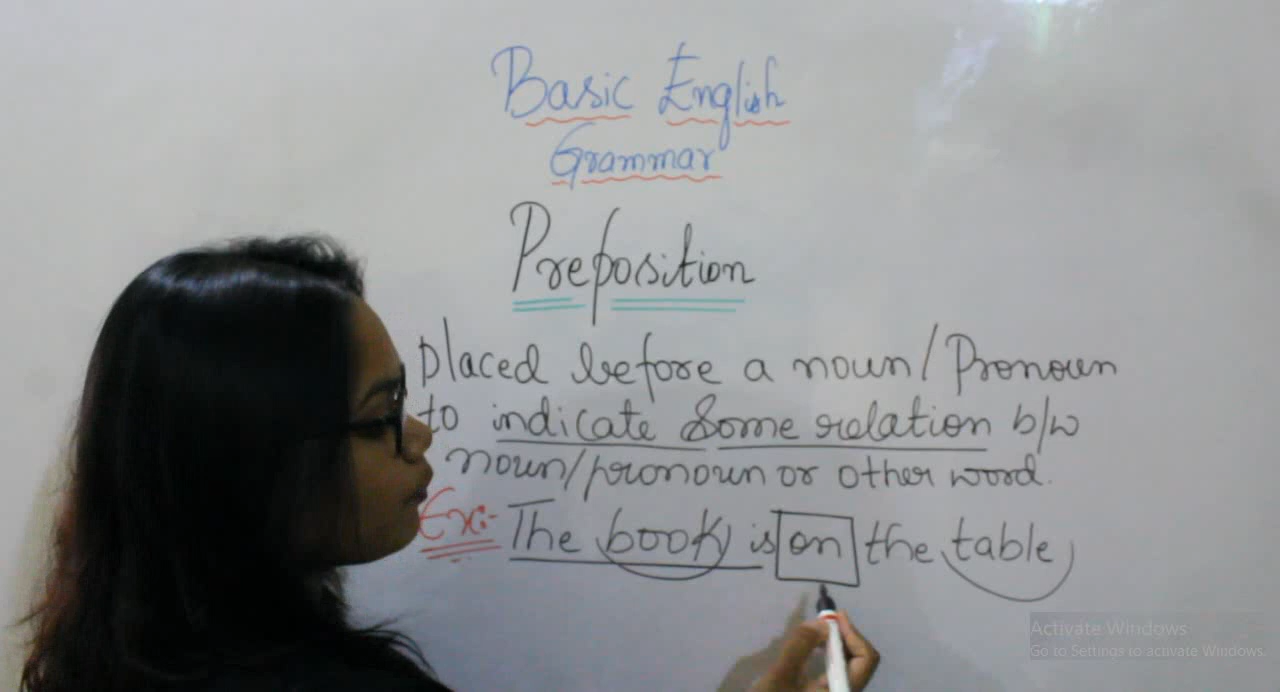 Basic English
Grammar
Preposition
placed before a noun/Pronoun
to indicate some relation b/w
noun/pronoun or other word.
Ex:- The book is on the table
Activate Windows
Go to Settings to activate Windows.